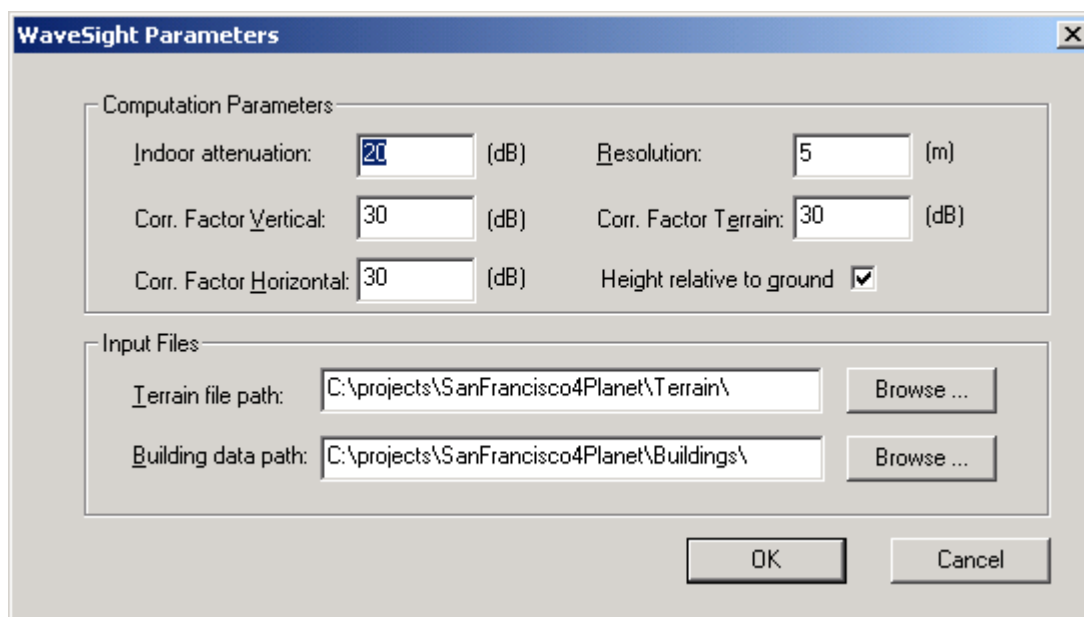 WaveSight Parameters
Computation Parameters
Indoor attenuation: 20 (dB) Resolution: 5 (m)
Corr. Factor Vertical: 30 (dB) Corr. Factor Terrain: 30 (dB)
Corr. Factor Horizontal: 30 (dB) Height relative to ground
Input Files
Terrain file path: C:\projects\SanFrancisco4Planet\Terrain\ Browse ...
Building data path: C:\projects\SanFrancisco4Planet\Buildings\ Browse ...
OK Cancel